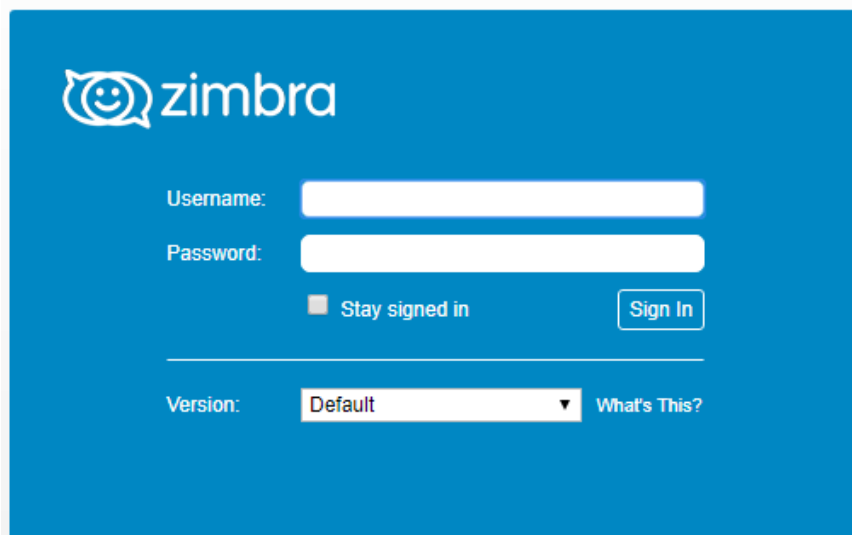 zimbra
Username:
Password:
Stay signed in Sign In
Version: Default What's This?